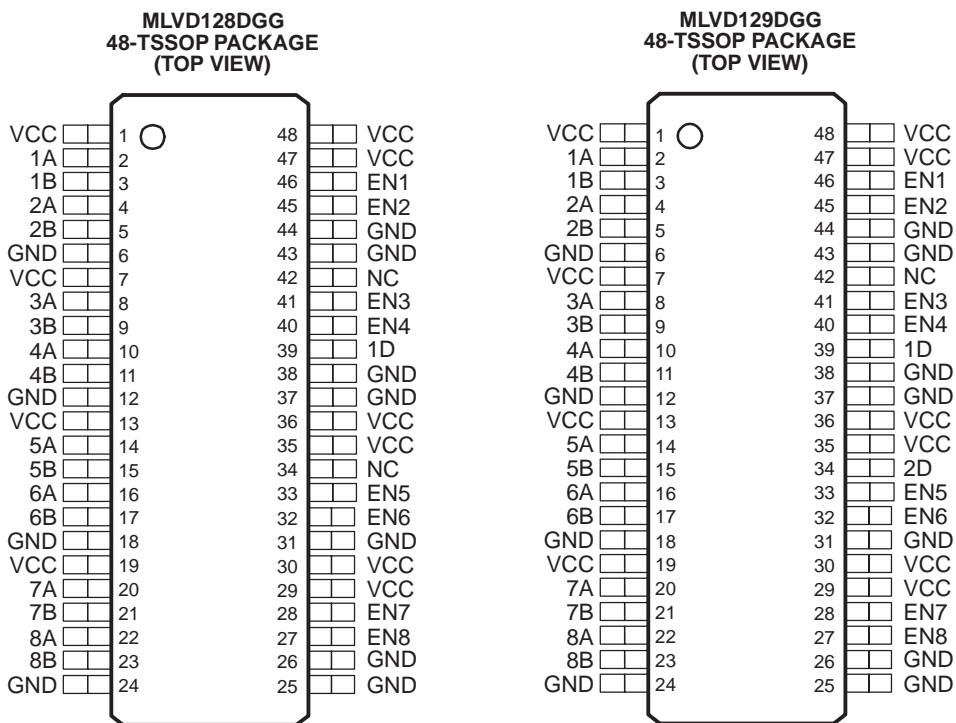 MLVD128DGG
48-TSSOP PACKAGE
(TOP VIEW)
VCC 1 48 VCC
1A 2 47 VCC
1B 3 46 EN1
2A 4 45 EN2
2B 5 44 GND
GND 6 43 GND
VCC 7 42 NC
3A 8 41 EN3
3B 9 40 EN4
4A 10 39 1D
4B 11 38 GND
GND 12 37 GND
VCC 13 36 VCC
5A 14 35 VCC
5B 15 34 NC
6A 16 33 EN5
6B 17 32 EN6
GND 18 31 GND
VCC 19 30 VCC
7A 20 29 VCC
7B 21 28 EN7
8A 22 27 EN8
8B 23 26 GND
GND 24 25 GND
MLVD129DGG
48-TSSOP PACKAGE
(TOP VIEW)
VCC 1 48 VCC
1A 2 47 VCC
1B 3 46 EN1
2A 4 45 EN2
2B 5 44 GND
GND 6 43 GND
VCC 7 42 NC
3A 8 41 EN3
3B 9 40 EN4
4A 10 39 1D
4B 11 38 GND
GND 12 37 GND
VCC 13 36 VCC
5A 14 35 VCC
5B 15 34 2D
6A 16 33 EN5
6B 17 32 EN6
GND 18 31 GND
VCC 19 30 VCC
7A 20 29 VCC
7B 21 28 EN7
8A 22 27 EN8
8B 23 26 GND
GND 24 25 GND